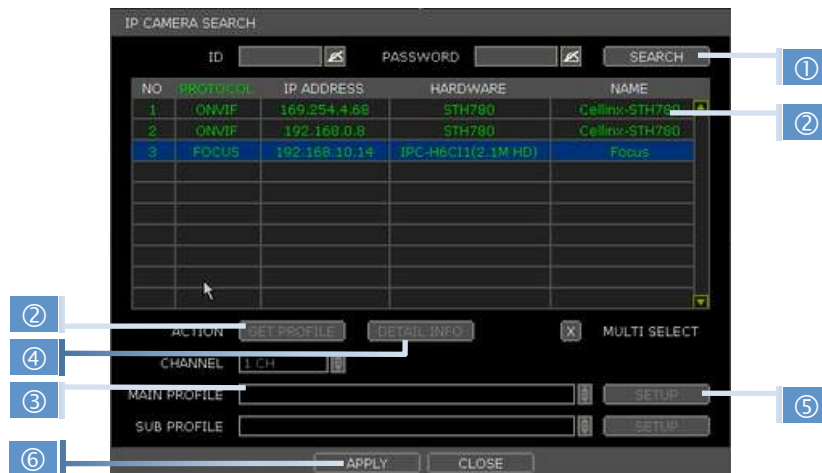 IP CAMERA SEARCH
ID PASSWORD SEARCH
①
NO PROTOCOL IP ADDRESS HARDWARE NAME
1 ONVIF 169.254.4.68 STH780 Cellinx-STH780
②
2 ONVIF 192.168.0.8 STH780 Cellinx-STH780
3 FOCUS 192.168.10.14 IPC-H6CI1(2.1M HD) Focus
②
ACTION GET PROFILE DETAIL INFO X MULTI SELECT
④
CHANNEL 1 CH
③
MAIN PROFILE SETUP
⑤
SUB PROFILE SETUP
⑥
APPLY CLOSE